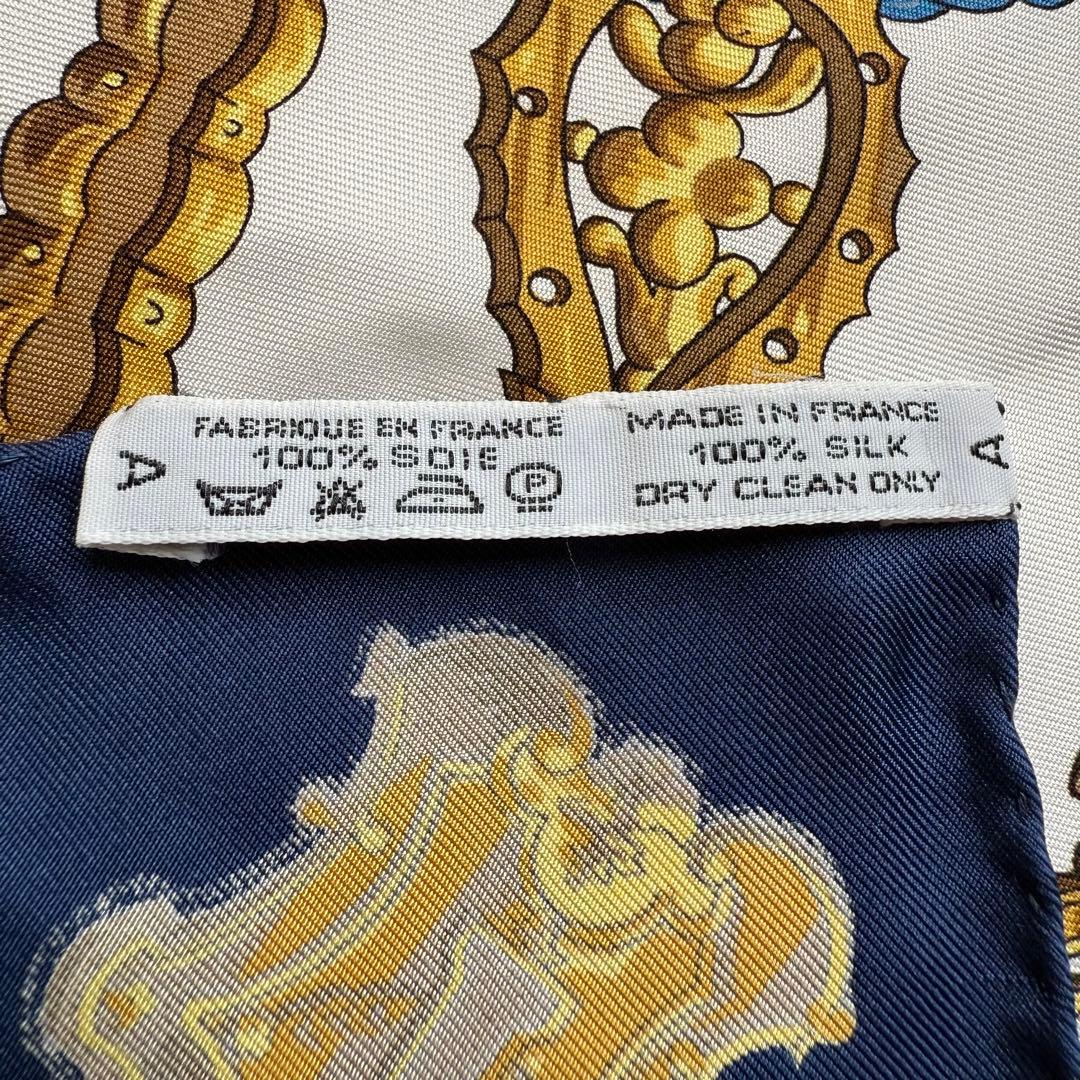 A
FABRIQUE EN FRANCE
100% SOIE
P
MADE IN FRANCE
100% SILK
DRY CLEAN ONLY
A